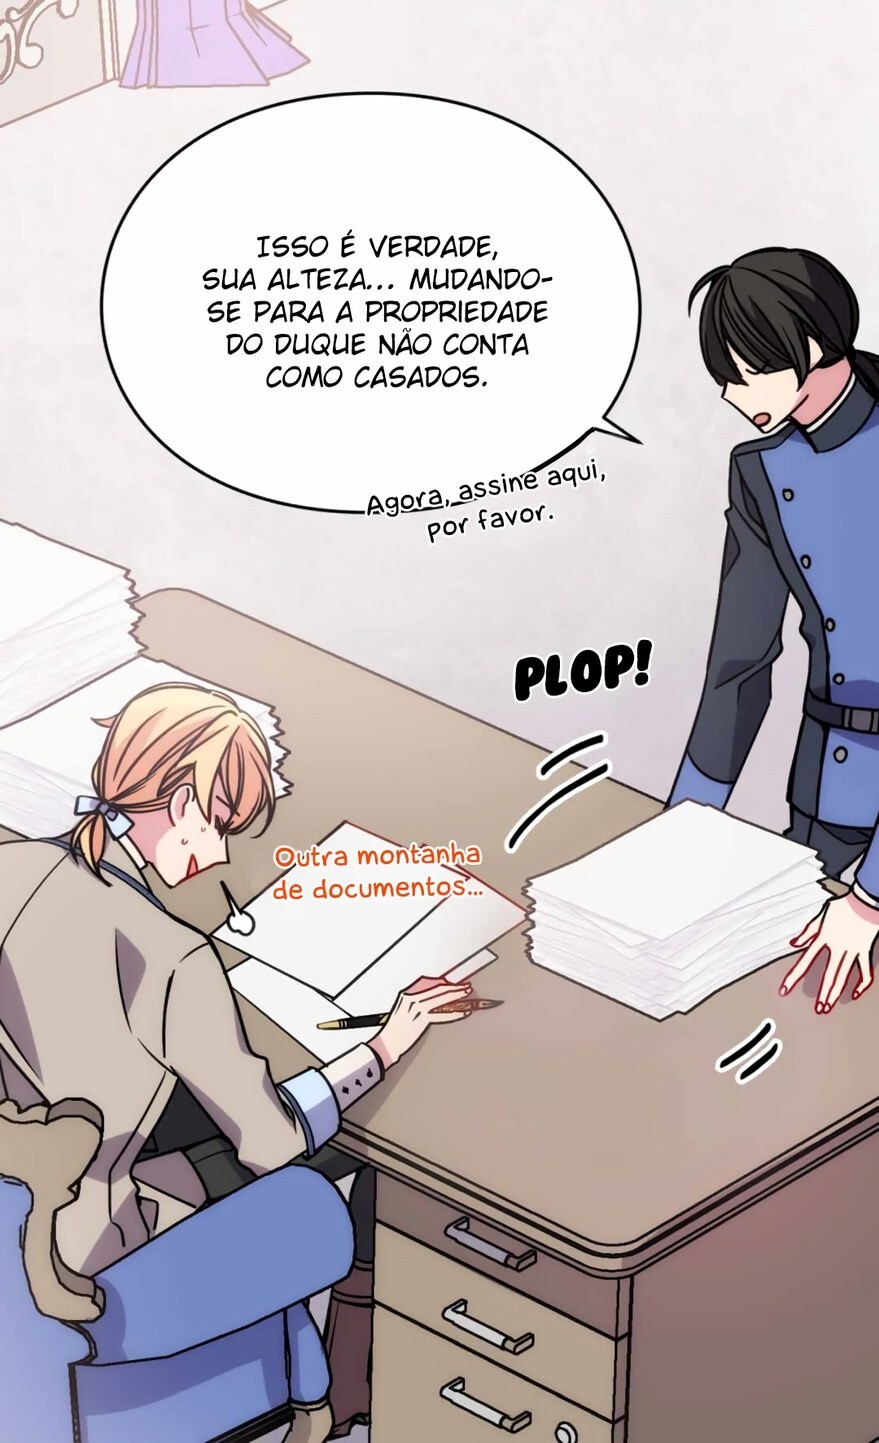 ISSO É VERDADE,
SUA ALTEZA... MUDANDO-
SE PARA A PROPRIEDADE
DO DUQUE NÃO CONTA
COMO CASADOS.
Agora, assine aqui,
por favor.
PLOP!
Outra montanha
de documentos...